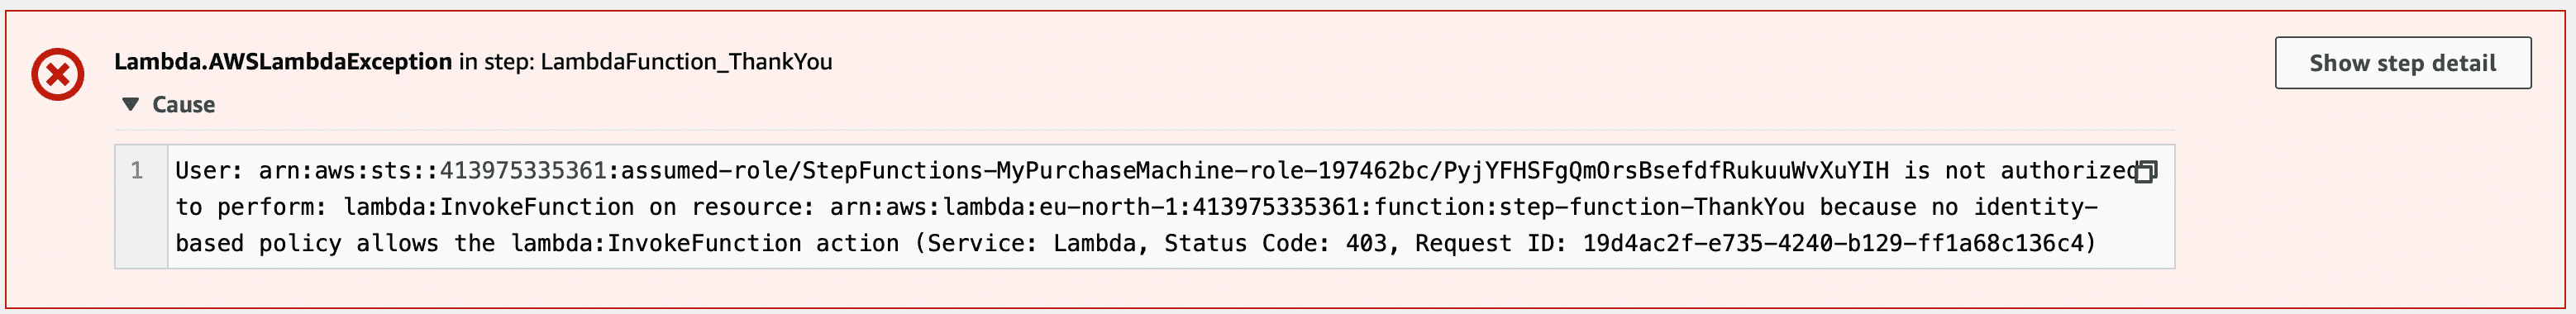 Lambda.AWSLambdaException in step: LambdaFunction_ThankYou
Show step detail
Cause
1
User: arn:aws:sts::413975335361:assumed-role/StepFunctions-MyPurchaseMachine-role-197462bc/PyjYFHSFgQmOrsBsefdfRukuuWvXuYIH is not authorized
to perform: lambda:InvokeFunction on resource: arn:aws:lambda:eu-north-1:413975335361:function:step-function-ThankYou because no identity-
based policy allows the lambda:InvokeFunction action (Service: Lambda, Status Code: 403, Request ID: 19d4ac2f-e735-4240-b129-ff1a68c136c4)